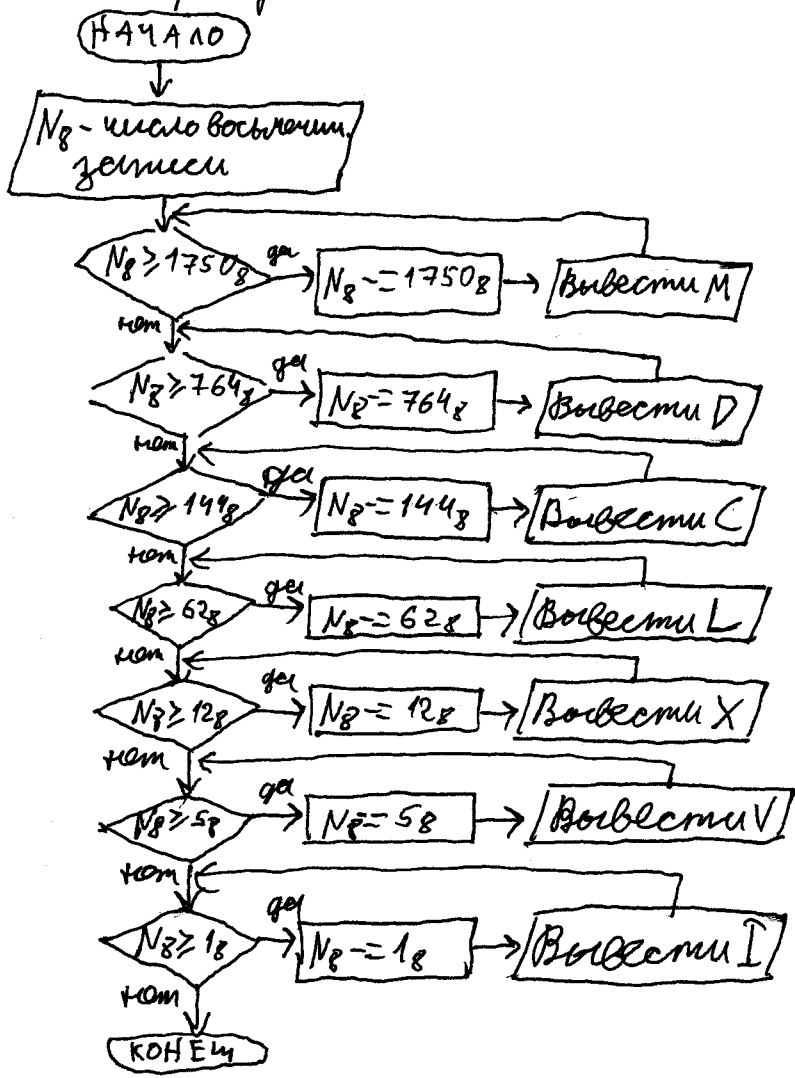 НАЧАЛО
N₈ - число восьмеричн.
записи
N₈ ≥ 1750₈
да
N₈ -= 1750₈
Вывести M
нет
N₈ ≥ 764₈
да
N₈ -= 764₈
Вывести D
нет
N₈ ≥ 144₈
да
N₈ -= 144₈
Вывести C
нет
N₈ ≥ 62₈
да
N₈ -= 62₈
Вывести L
нет
N₈ ≥ 12₈
да
N₈ -= 12₈
Вывести X
нет
N₈ ≥ 5₈
да
N₈ -= 5₈
Вывести V
нет
N₈ ≥ 1₈
да
N₈ -= 1₈
Вывести I
нет
КОНЕЦ